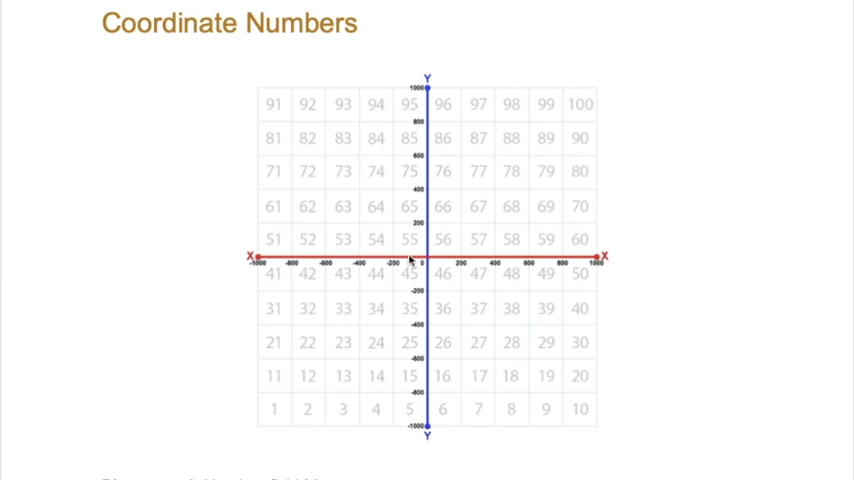 Coordinate Numbers
Y
1000
91 92 93 94 95 96 97 98 99 100
800
81 82 83 84 85 86 87 88 89 90
600
71 72 73 74 75 76 77 78 79 80
400
61 62 63 64 65 66 67 68 69 70
200
51 52 53 54 55 56 57 58 59 60
X X
-1000 -800 -600 -400 -200 0 200 400 600 800 1000
41 42 43 44 45 46 47 48 49 50
-200
31 32 33 34 35 36 37 38 39 40
-400
21 22 23 24 25 26 27 28 29 30
-600
11 12 13 14 15 16 17 18 19 20
-800
1 2 3 4 5 6 7 8 9 10
-1000
Y